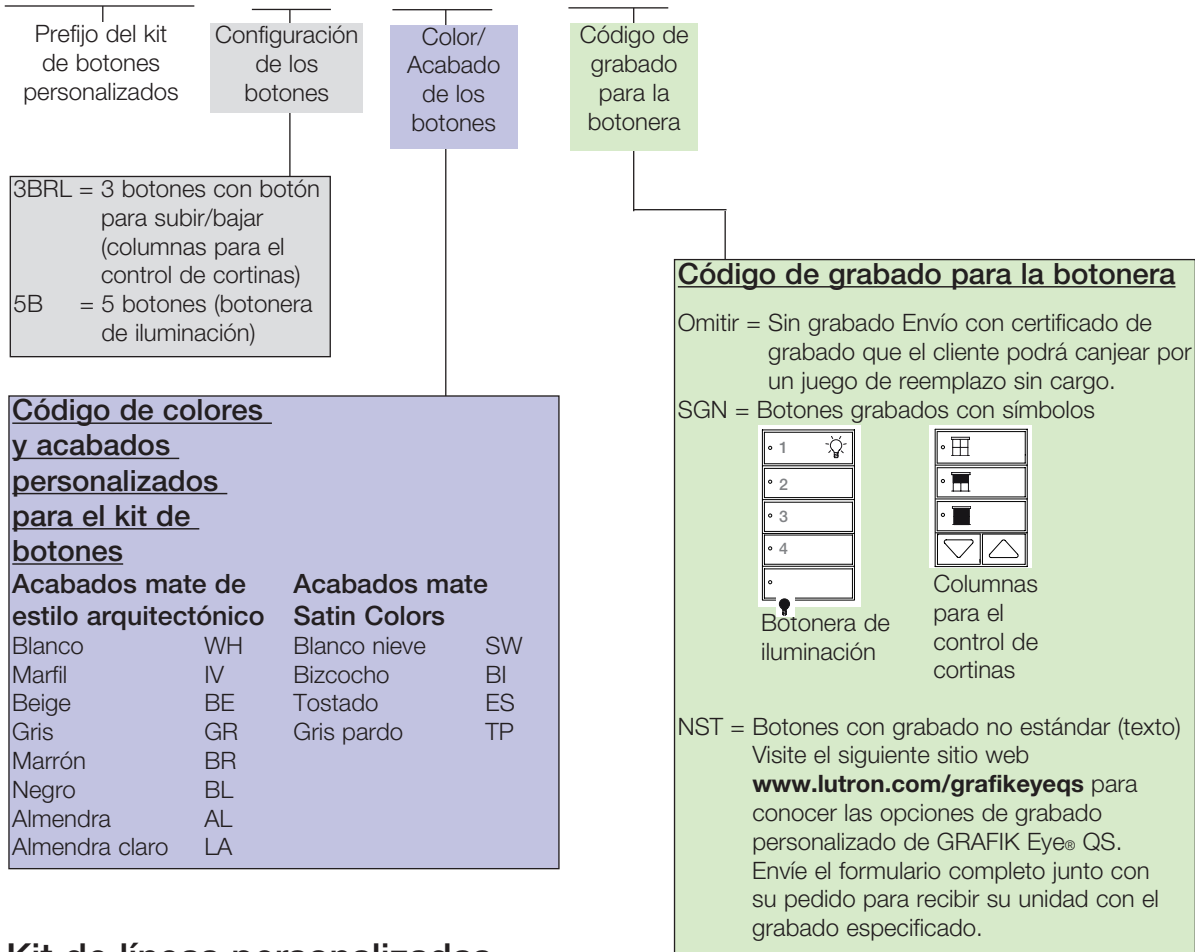 Prefijo del kit
de botones
personalizados
Configuración
de los
botones
Color/
Acabado
de los
botones
Código de
grabado
para la
botonera
3BRL = 3 botones con botón
para subir/bajar
(columnas para el
control de cortinas)
5B = 5 botones (botonera
de iluminación)
Código de colores
y acabados
personalizados
para el kit de
botones
Acabados mate de
estilo arquitectónico
Blanco WH
Marfil IV
Beige BE
Gris GR
Marrón BR
Negro BL
Almendra AL
Almendra claro LA
Acabados mate
Satin Colors
Blanco nieve SW
Bizcocho BI
Tostado ES
Gris pardo TP
Código de grabado para la botonera
Omitir = Sin grabado Envío con certificado de
grabado que el cliente podrá canjear por
un juego de reemplazo sin cargo.
SGN = Botones grabados con símbolos
1
2
3
4
Botonera de
iluminación
Columnas
para el
control de
cortinas
NST = Botones con grabado no estándar (texto)
Visite el siguiente sitio web
www.lutron.com/grafikeyeqs para
conocer las opciones de grabado
personalizado de GRAFIK Eye® QS.
Envíe el formulario completo junto con
su pedido para recibir su unidad con el
grabado especificado.
Kit de líneas personalizadas